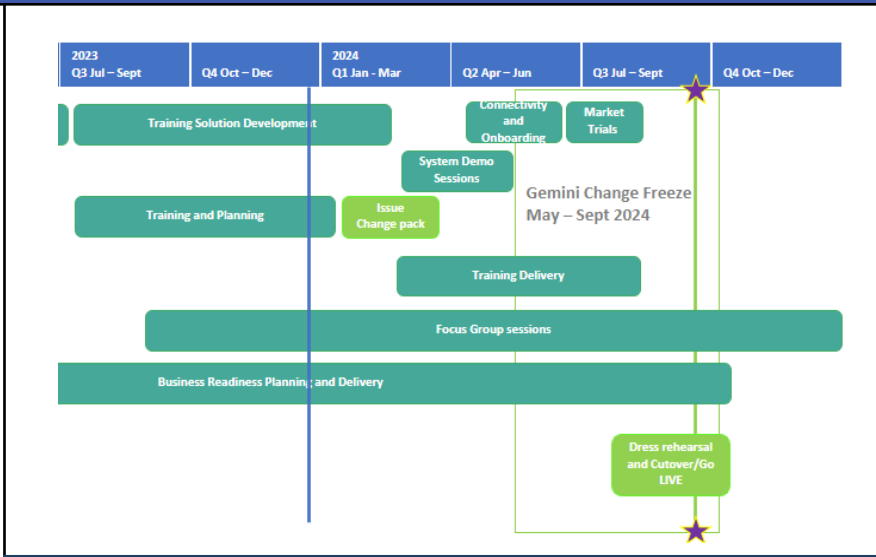 2023
Q3 Jul – Sept
Q4 Oct – Dec
2024
Q1 Jan - Mar
Q2 Apr – Jun
Q3 Jul – Sept
Q4 Oct – Dec
Training Solution Development
Connectivity
and
Onboarding
Market
Trials
System Demo
Sessions
Gemini Change Freeze
May – Sept 2024
Training and Planning
Issue
Change pack
Training Delivery
Focus Group sessions
Business Readiness Planning and Delivery
Dress rehearsal
and Cutover/Go
LIVE